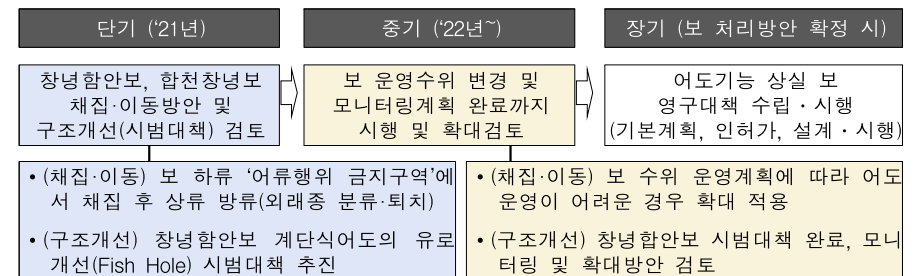 단기 (‘21년)
중기 (‘22년~)
장기 (보 처리방안 확정 시)
창녕함안보, 합천창녕보
채집·이동방안 및
구조개선(시범대책) 검토
보 운영수위 변경 및
모니터링계획 완료까지
시행 및 확대검토
어도기능 상실 보
영구대책 수립·시행
(기본계획, 인허가, 설계·시행)
• (채집·이동) 보 하류 ‘어류행위 금지구역’에
서 채집 후 상류 방류(외래종 분류·퇴치)
• (구조개선) 창녕함안보 계단식어도의 유로
개선(Fish Hole) 시범대책 추진
• (채집·이동) 보 수위 운영계획에 따라 어도
운영이 어려운 경우 확대 적용
• (구조개선) 창녕합안보 시범대책 완료, 모니
터링 및 확대방안 검토